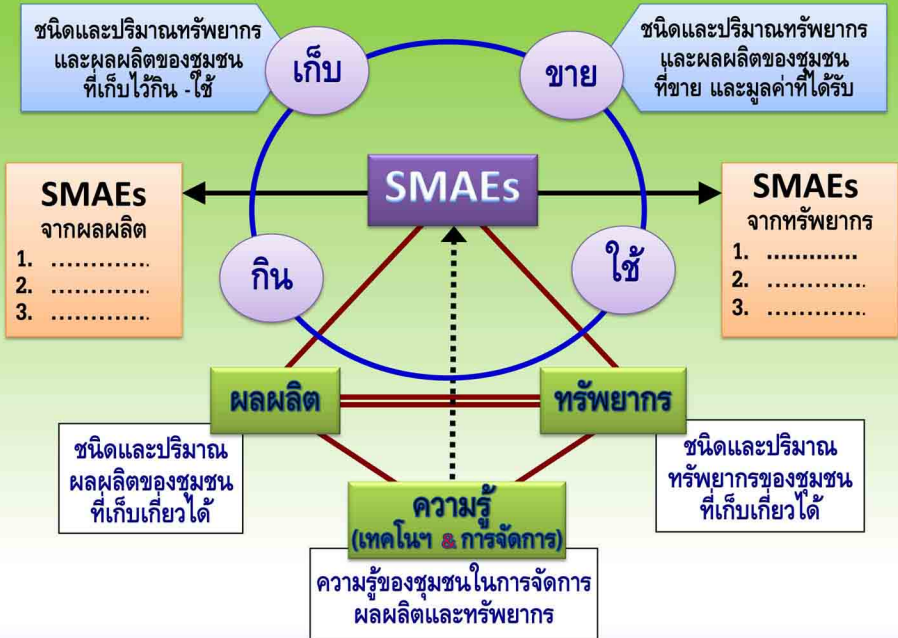 ชนิดและปริมาณทรัพยากร
และผลผลิตของชุมชน
ที่เก็บไว้กิน -ใช้
เก็บ
ขาย
ชนิดและปริมาณทรัพยากร
และผลผลิตของชุมชน
ที่ขาย และมูลค่าที่ได้รับ
SMAEs
จากผลผลิต
1. .............
2. .............
3. .............
SMAEs
SMAEs
จากทรัพยากร
1. .............
2. .............
3. .............
กิน
ใช้
ผลผลิต
ทรัพยากร
ชนิดและปริมาณ
ผลผลิตของชุมชน
ที่เก็บเกี่ยวได้
ชนิดและปริมาณ
ทรัพยากรของชุมชน
ที่เก็บเกี่ยวได้
ความรู้
(เทคโนฯ & การจัดการ)
ความรู้ของชุมชนในการจัดการ
ผลผลิตและทรัพยากร